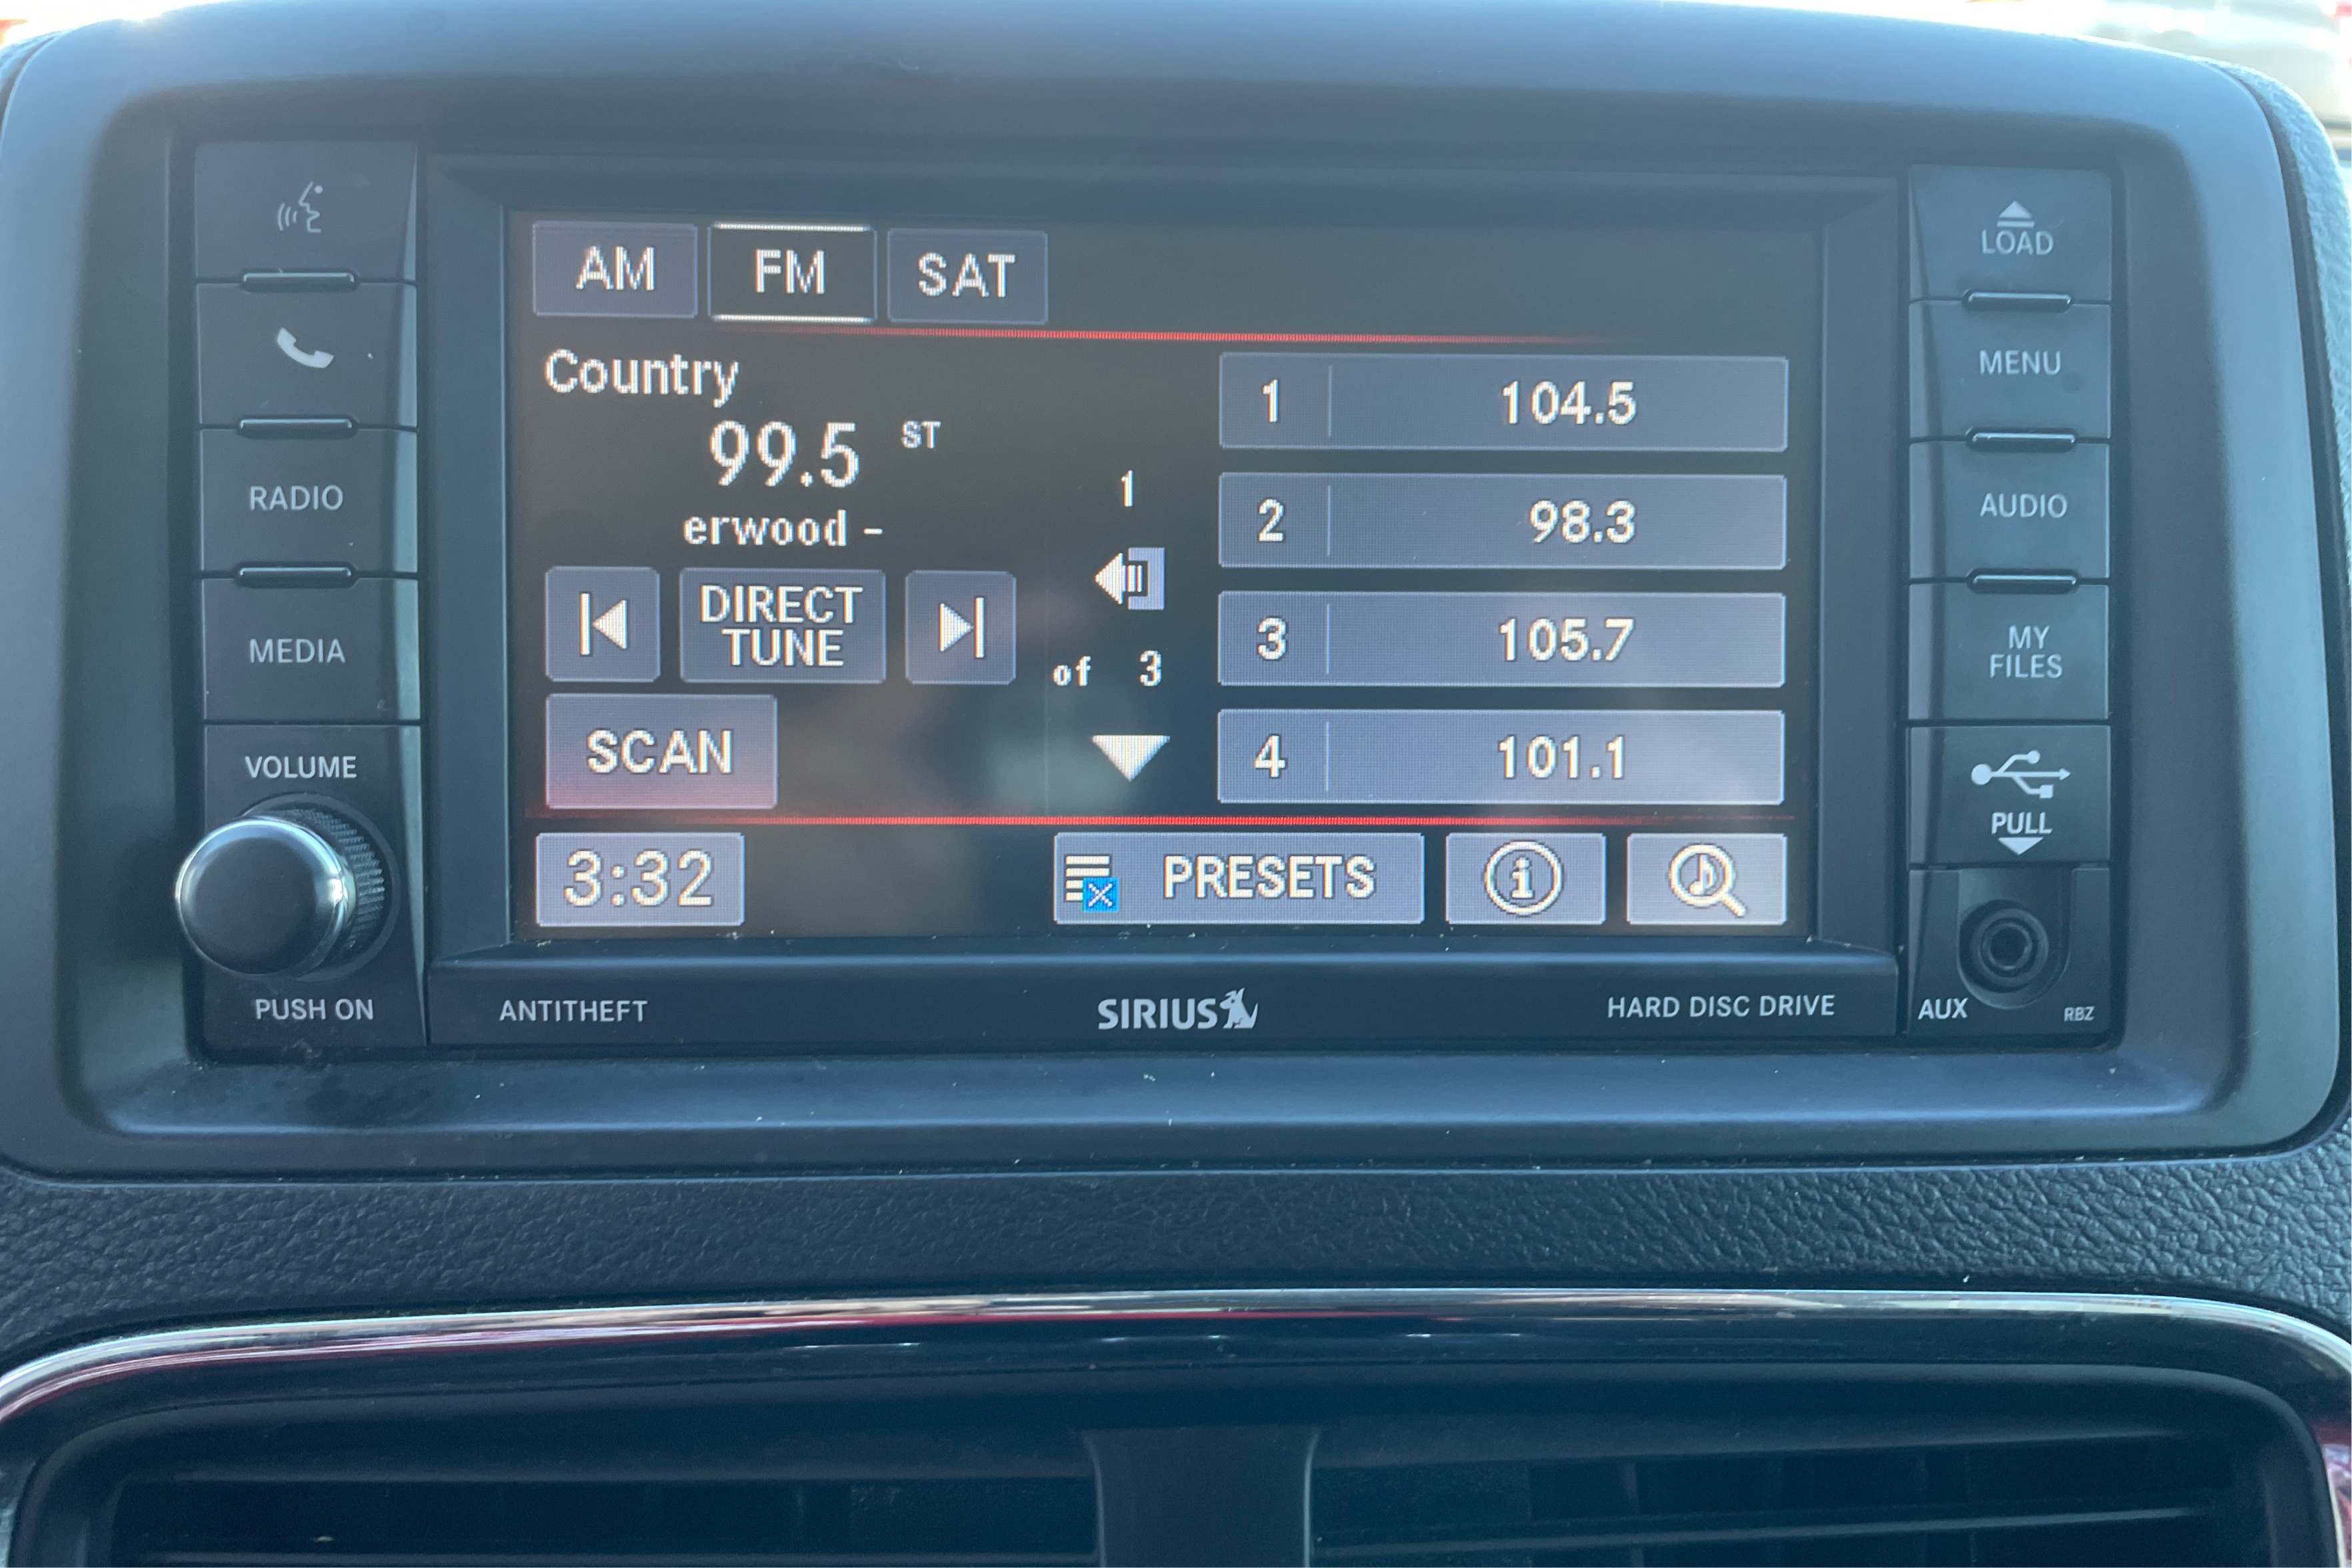 AM FM SAT
Country
99.5 ST
erwood -
DIRECT
TUNE
SCAN
1
of 3
1 104.5
2 98.3
3 105.7
4 101.1
3:32
PRESETS
i
RADIO
MEDIA
VOLUME
PUSH ON
LOAD
MENU
AUDIO
MY
FILES
PULL
AUX
RBZ
ANTITHEFT
SIRIUS
HARD DISC DRIVE